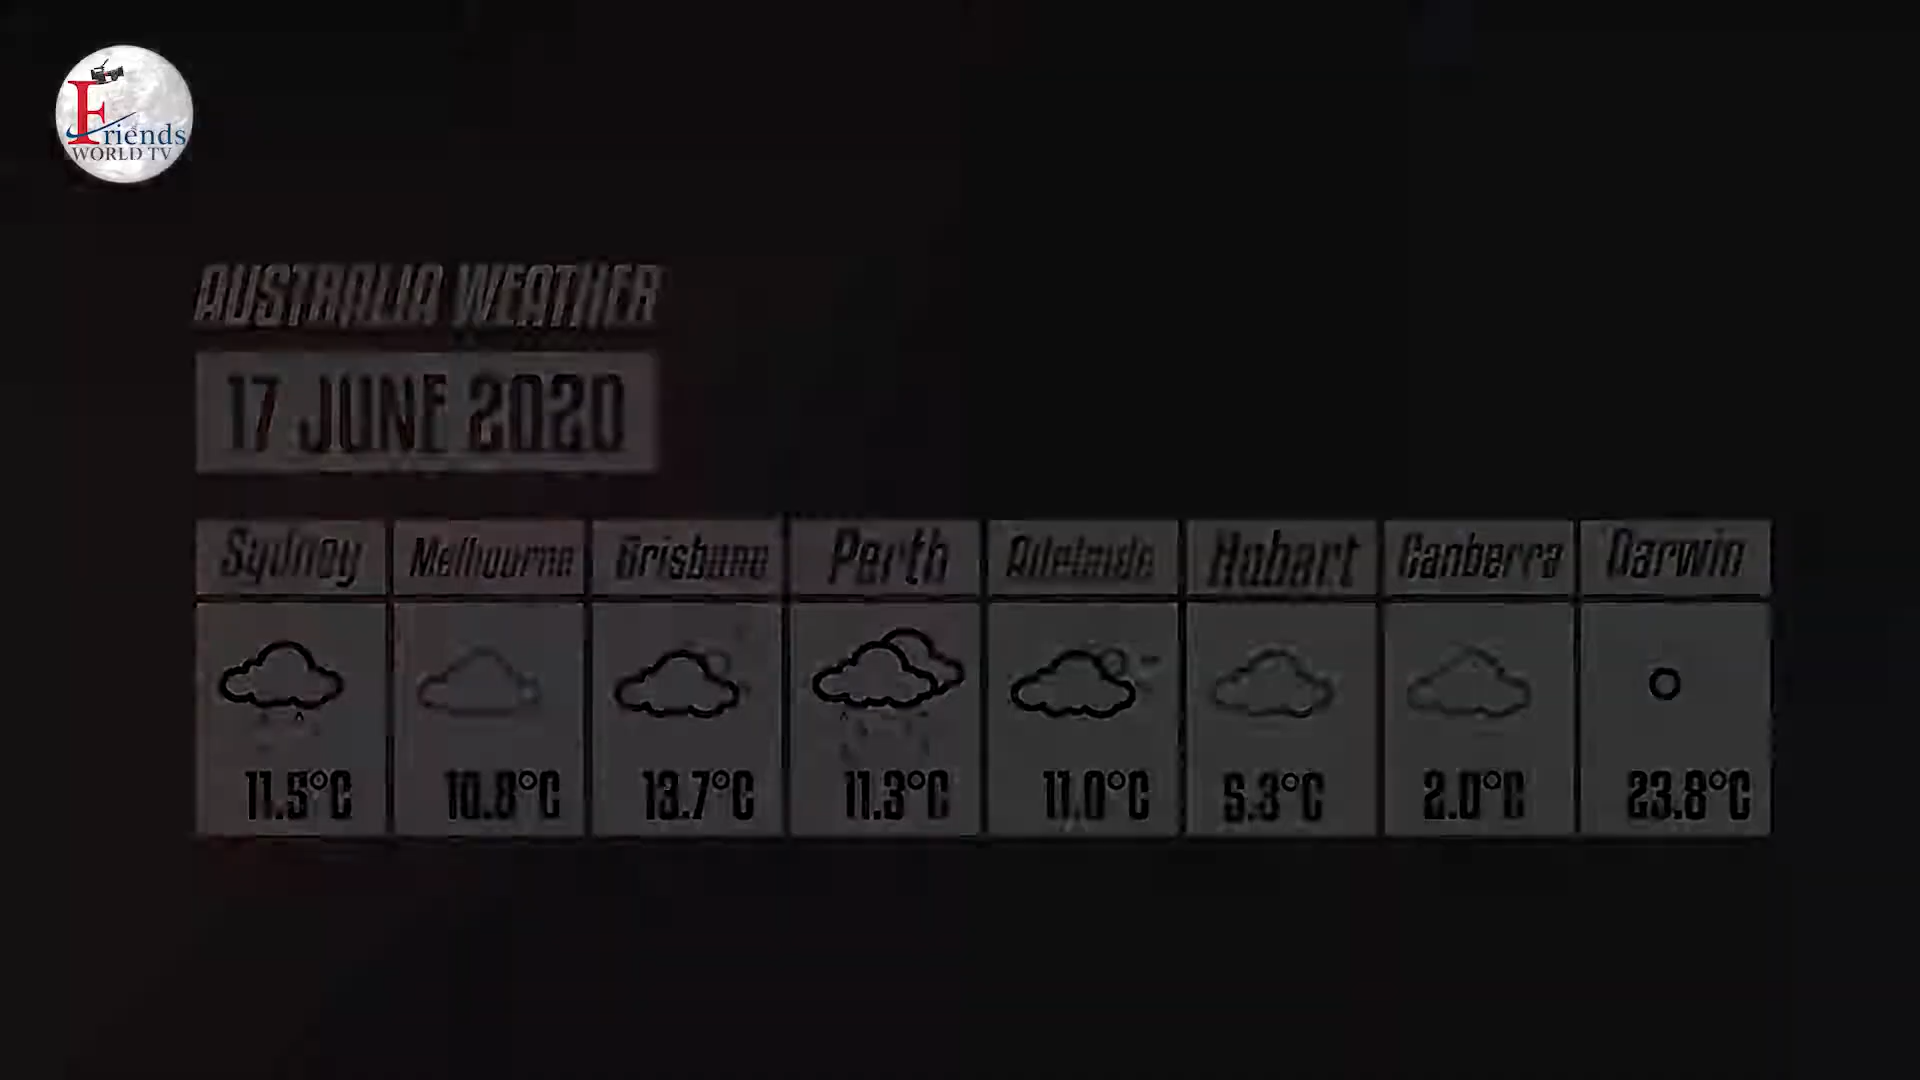 Friends
WORLD TV
AUSTRALIA WEATHER
17 JUNE 2020
Sydney Melbourne Brisbane Perth Adelaide Hobart Canberra Darwin
11.5°C 10.8°C 13.7°C 11.3°C 11.0°C 5.3°C 2.0°C 23.8°C